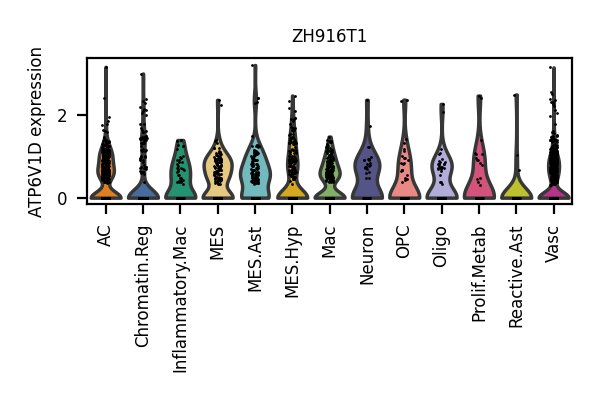 ZH916T1
ATP6V1D expression
2
0
AC
Chromatin.Reg
Inflammatory.Mac
MES
MES.Ast
MES.Hyp
Mac
Neuron
OPC
Oligo
Prolif.Metab
Reactive.Ast
Vasc